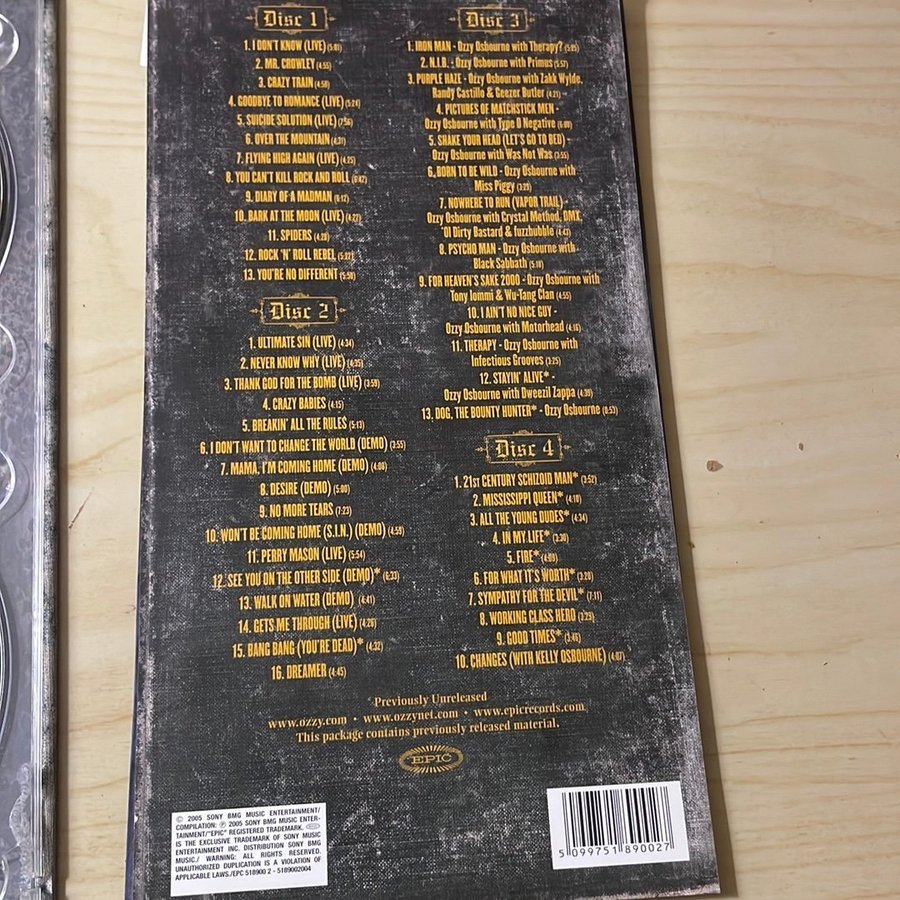 Disc 1
1. I DON'T KNOW (LIVE) (5:01)
2. MR. CROWLEY (4:55)
3. CRAZY TRAIN (4:50)
4. GOODBYE TO ROMANCE (LIVE) (5:24)
5. SUICIDE SOLUTION (LIVE) (7:56)
6. OVER THE MOUNTAIN (4:31)
7. FLYING HIGH AGAIN (LIVE) (4:25)
8. YOU CAN'T KILL ROCK AND ROLL (6:42)
9. DIARY OF A MADMAN (6:12)
10. BARK AT THE MOON (LIVE) (4:27)
11. SPIDERS (4:28)
12. ROCK 'N' ROLL REBEL (5:22)
13. YOU'RE NO DIFFERENT (5:50)
Disc 2
1. ULTIMATE SIN (LIVE) (4:34)
2. NEVER KNOW WHY (LIVE) (4:35)
3. THANK GOD FOR THE BOMB (LIVE) (3:59)
4. CRAZY BABIES (4:15)
5. BREAKIN' ALL THE RULES (5:13)
6. I DON'T WANT TO CHANGE THE WORLD (DEMO) (3:55)
7. MAMA, I'M COMING HOME (DEMO) (4:06)
8. DESIRE (DEMO) (5:00)
9. NO MORE TEARS (7:23)
10. WON'T BE COMING HOME (S.I.N.) (DEMO) (4:59)
11. PERRY MASON (LIVE) (5:54)
12. SEE YOU ON THE OTHER SIDE (DEMO)* (6:33)
13. WALK ON WATER (DEMO) (4:41)
14. GETS ME THROUGH (LIVE) (4:20)
15. BANG BANG (YOU'RE DEAD)* (4:32)
16. DREAMER (4:45)
Disc 3
1. IRON MAN - Ozzy Osbourne with Therapy? (5:25)
2. N.I.B. - Ozzy Osbourne with Primus (5:57)
3. PURPLE HAZE - Ozzy Osbourne with Zakk Wylde,
Randy Castillo & Geezer Butler (4:21)
4. PICTURES OF MATCHSTICK MEN -
Ozzy Osbourne with Type O Negative (6:00)
5. SHAKE YOUR HEAD (LET'S GO TO BED) -
Ozzy Osbourne with Was Not Was (3:55)
6. BORN TO BE WILD - Ozzy Osbourne with
Miss Piggy (3:29)
7. NOWHERE TO RUN (VAPOR TRAIL) -
Ozzy Osbourne with Crystal Method, DMX,
'Ol Dirty Bastard & fuzzbubble (4:43)
8. PSYCHO MAN - Ozzy Osbourne with
Black Sabbath (5:18)
9. FOR HEAVEN'S SAKE 2000 - Ozzy Osbourne with
Tony Iommi & Wu-Tang Clan (4:55)
10. I AIN'T NO NICE GUY -
Ozzy Osbourne with Motorhead (4:16)
11. THERAPY - Ozzy Osbourne with
Infectious Grooves (3:25)
12. STAYIN' ALIVE* -
Ozzy Osbourne with Dweezil Zappa (4:39)
13. DOG, THE BOUNTY HUNTER* - Ozzy Osbourne (0:53)
Disc 4
1. 21ST CENTURY SCHIZOID MAN* (3:52)
2. MISSISSIPPI QUEEN* (4:10)
3. ALL THE YOUNG DUDES* (4:34)
4. IN MY LIFE* (3:30)
5. FIRE* (4:09)
6. FOR WHAT IT'S WORTH* (3:20)
7. SYMPATHY FOR THE DEVIL* (7:11)
8. WORKING CLASS HERO (3:25)
9. GOOD TIMES* (3:46)
10. CHANGES (WITH KELLY OSBOURNE) (4:07)
*Previously Unreleased
www.ozzy.com • www.ozzynet.com • www.epicrecords.com
This package contains previously released material.
EPIC
© 2005 SONY BMG MUSIC ENTERTAINMENT/
COMPILATION: ℗ 2005 SONY BMG MUSIC ENTER-
TAINMENT/"EPIC" REGISTERED TRADEMARK.
IS THE EXCLUSIVE TRADEMARK OF SONY MUSIC
ENTERTAINMENT INC. DISTRIBUTION SONY BMG
MUSIC./ WARNING: ALL RIGHTS RESERVED.
UNAUTHORIZED DUPLICATION IS A VIOLATION OF
APPLICABLE LAWS./EPC 518900 2 - 5189002004
5 099751 890027